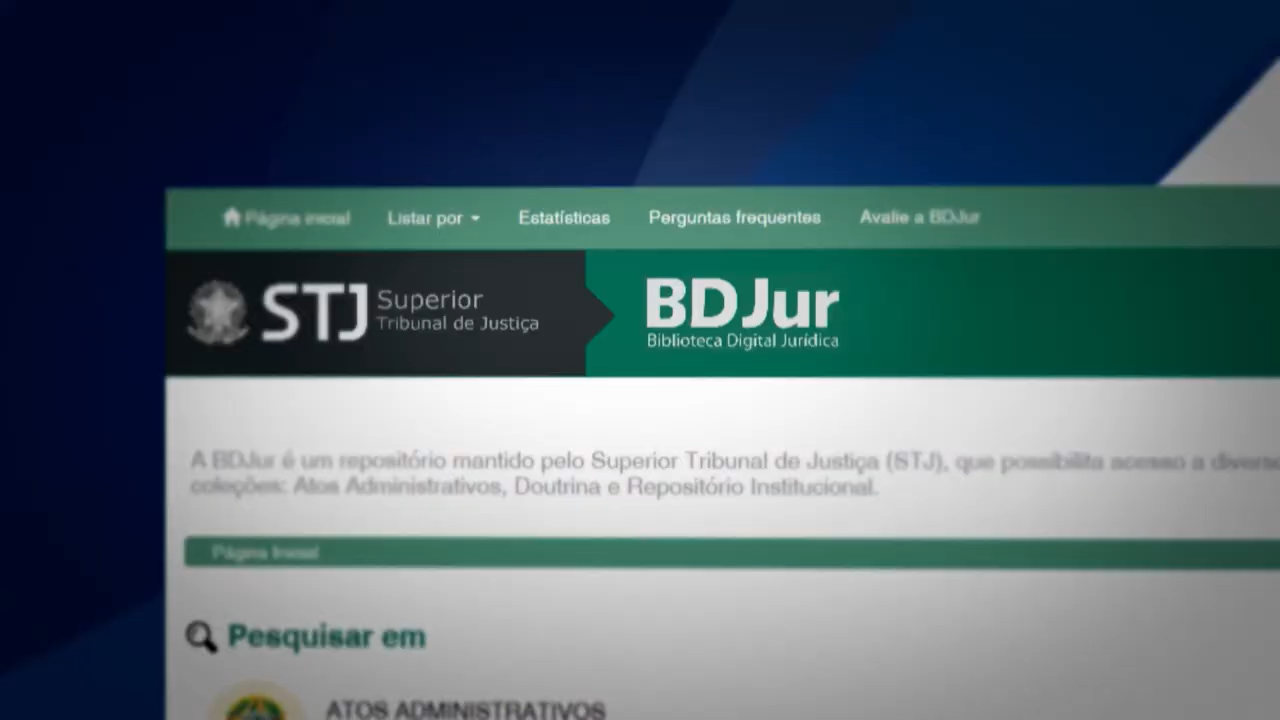 Página inicial Listar por Estatísticas Perguntas frequentes Avalie a BDJur
STJ Superior
Tribunal de Justiça
BDJur
Biblioteca Digital Jurídica
A BDJur é um repositório mantido pelo Superior Tribunal de Justiça (STJ), que possibilita acesso a
coleções: Atos Administrativos, Doutrina e Repositório Institucional.
Página Inicial
Pesquisar em
ATOS ADMINISTRATIVOS